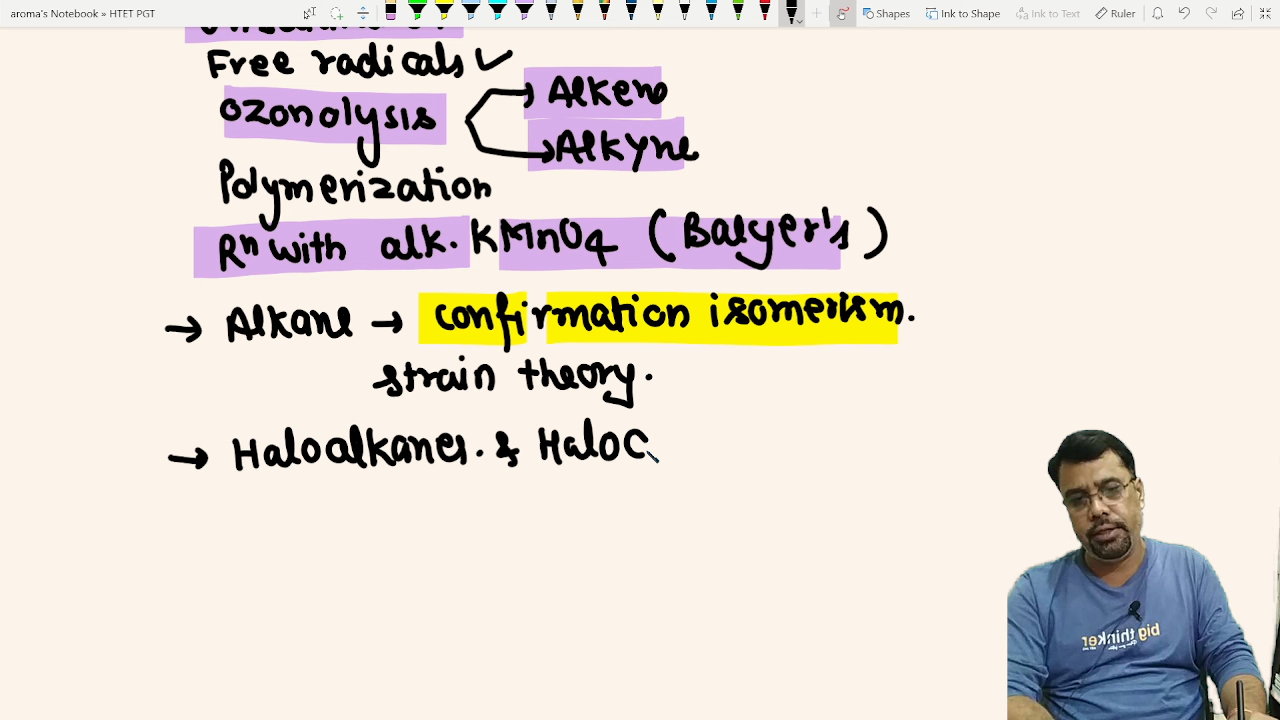 aroma's Notebook » HTET PGT
Shapes Ink to Shape Ink to Text Ruler
Free radicals ✓
Ozonolysis → Alkene
→ Alkyne
Polymerization
Rⁿ with alk. KMnO4 (Baeyer's)
→ Alkane → confirmation isomerism.
strain theory.
→ Haloalkanes. & Haloc
big thinker